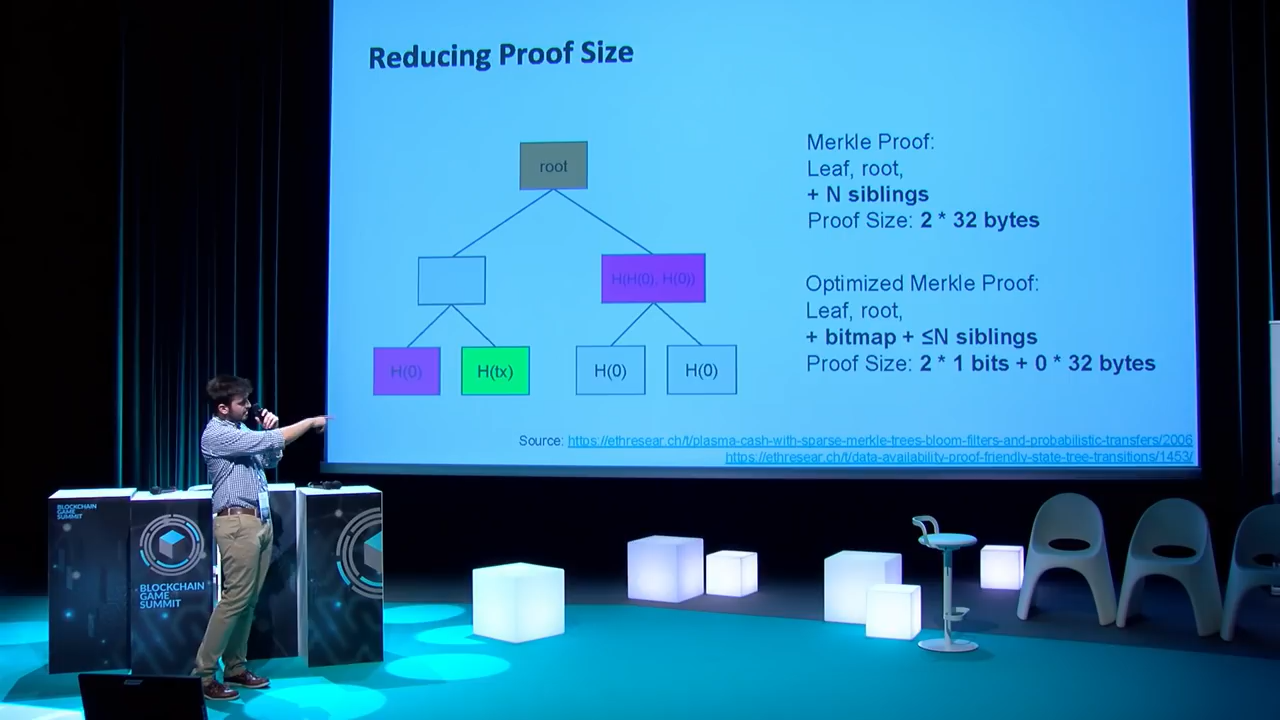 Reducing Proof Size
root
H(H(0), H(0))
H(0)
H(tx)
H(0)
H(0)
Merkle Proof:
Leaf, root,
+ N siblings
Proof Size: 2 * 32 bytes
Optimized Merkle Proof:
Leaf, root,
+ bitmap + ≤N siblings
Proof Size: 2 * 1 bits + 0 * 32 bytes
Source: https://ethresear.ch/t/plasma-cash-with-sparse-merkle-trees-bloom-filters-and-probabilistic-transfers/2006
https://ethresear.ch/t/data-availability-proof-friendly-state-tree-transitions/1453/
BLOCKCHAIN
GAME
SUMMIT
BLOCKCHAIN
GAME
SUMMIT